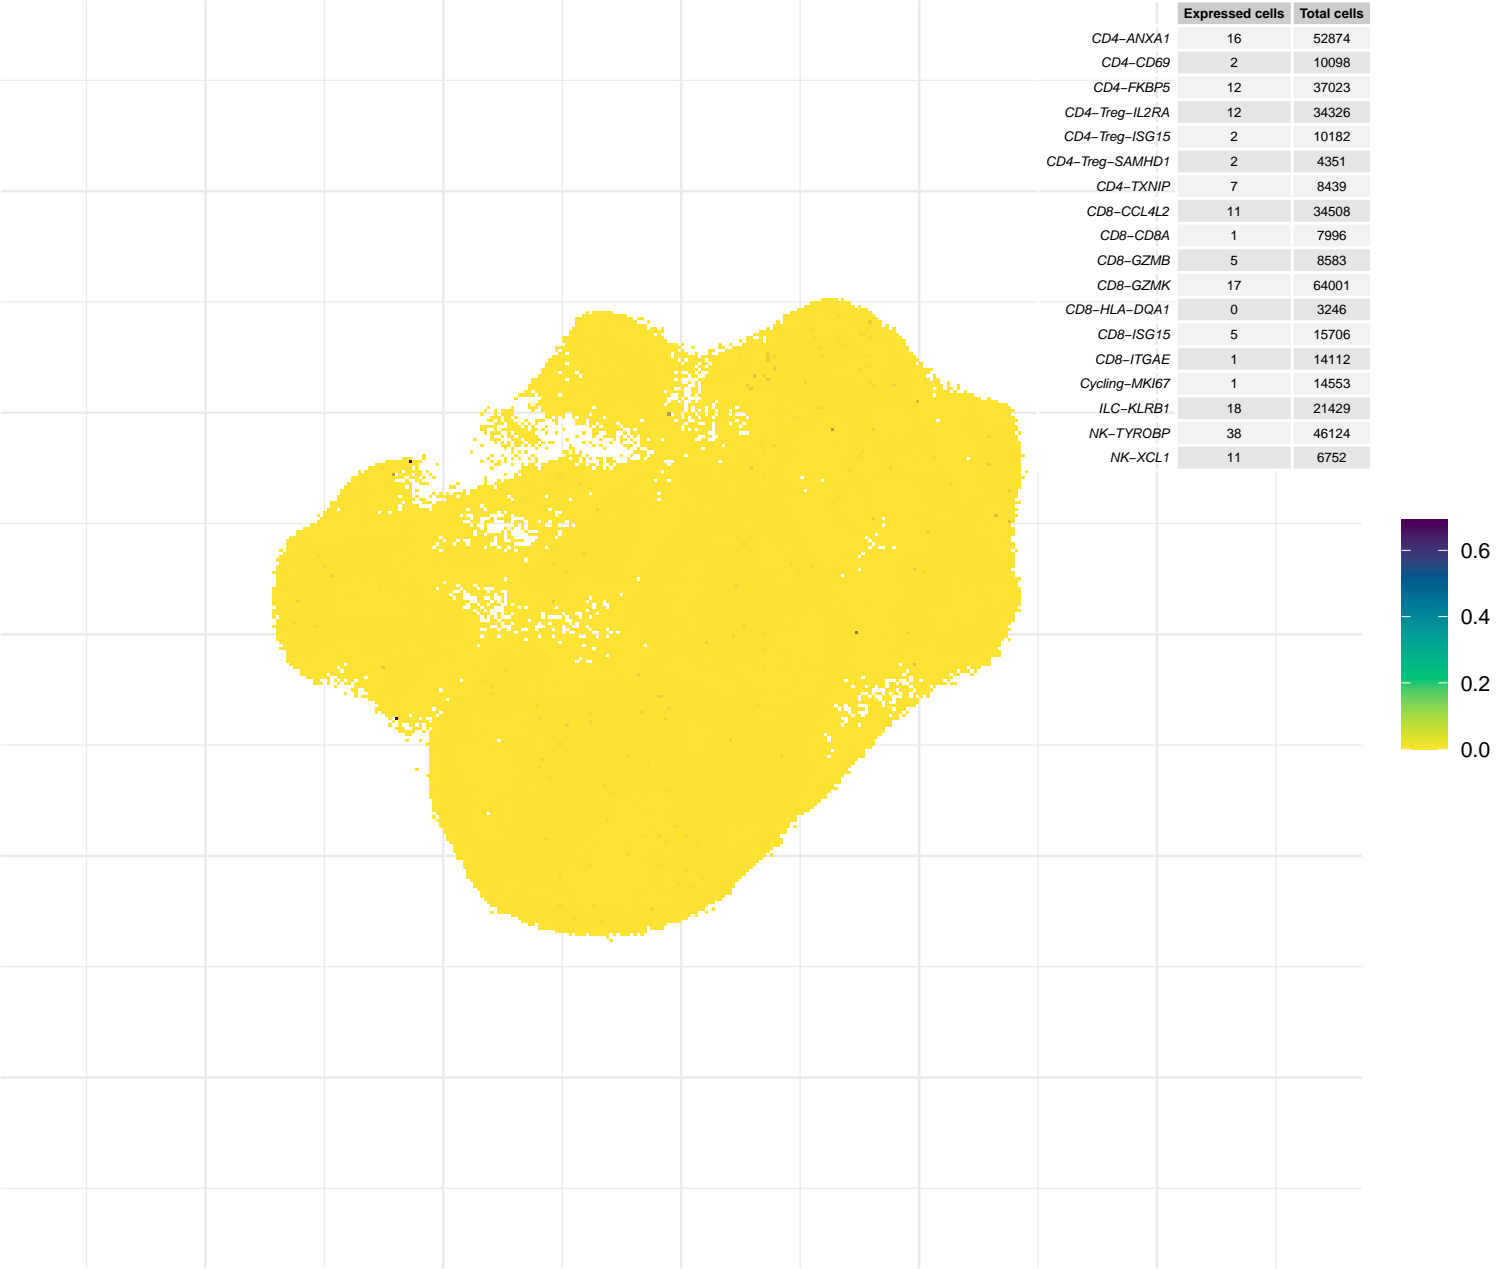 Expressed cells Total cells
CD4−ANXA1 16 52874
CD4−CD69 2 10098
CD4−FKBP5 12 37023
CD4−Treg−IL2RA 12 34326
CD4−Treg−ISG15 2 10182
CD4−Treg−SAMHD1 2 4351
CD4−TXNIP 7 8439
CD8−CCL4L2 11 34508
CD8−CD8A 1 7996
CD8−GZMB 5 8583
CD8−GZMK 17 64001
CD8−HLA−DQA1 0 3246
CD8−ISG15 5 15706
CD8−ITGAE 1 14112
Cycling−MKI67 1 14553
ILC−KLRB1 18 21429
NK−TYROBP 38 46124
NK−XCL1 11 6752
0.6
0.4
0.2
0.0